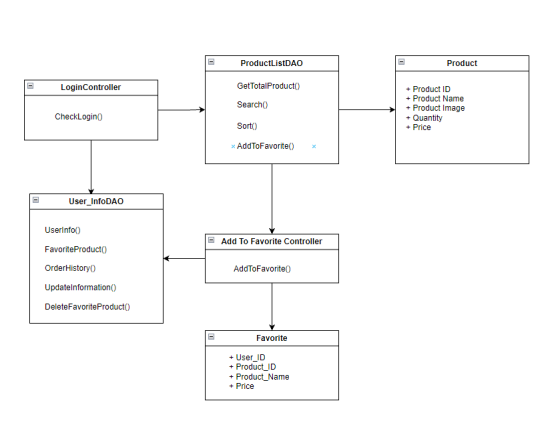 LoginController
CheckLogin()
ProductListDAO
GetTotalProduct()
Search()
Sort()
AddToFavorite()
Product
+ Product ID
+ Product Name
+ Product Image
+ Quantity
+ Price
User_InfoDAO
UserInfo()
FavoriteProduct()
OrderHistory()
UpdateInformation()
DeleteFavoriteProduct()
Add To Favorite Controller
AddToFavorite()
Favorite
+ User_ID
+ Product_ID
+ Product_Name
+ Price